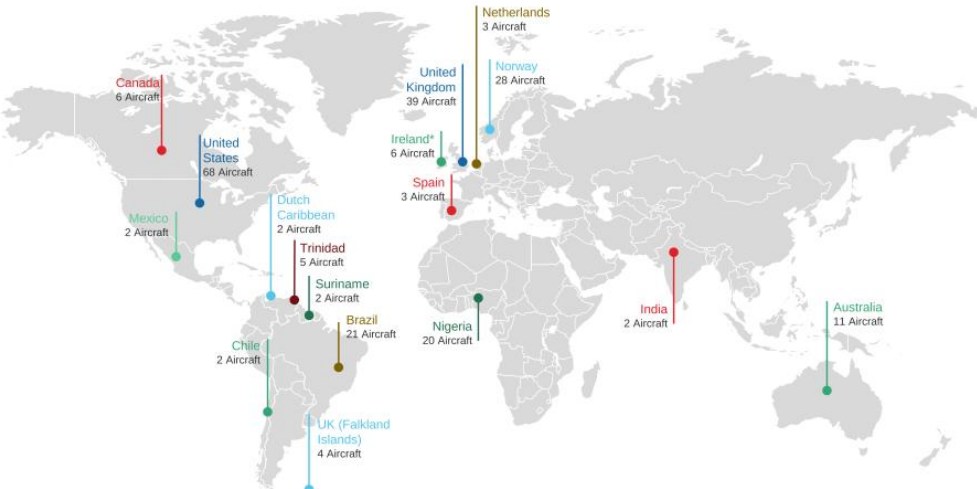 Netherlands
3 Aircraft
Canada
6 Aircraft
United
Kingdom
39 Aircraft
Norway
28 Aircraft
United
States
68 Aircraft
Ireland*
6 Aircraft
Spain
3 Aircraft
Mexico
2 Aircraft
Dutch
Caribbean
2 Aircraft
Trinidad
5 Aircraft
Suriname
2 Aircraft
Brazil
21 Aircraft
Chile
2 Aircraft
UK (Falkland
Islands)
4 Aircraft
Nigeria
20 Aircraft
India
2 Aircraft
Australia
11 Aircraft